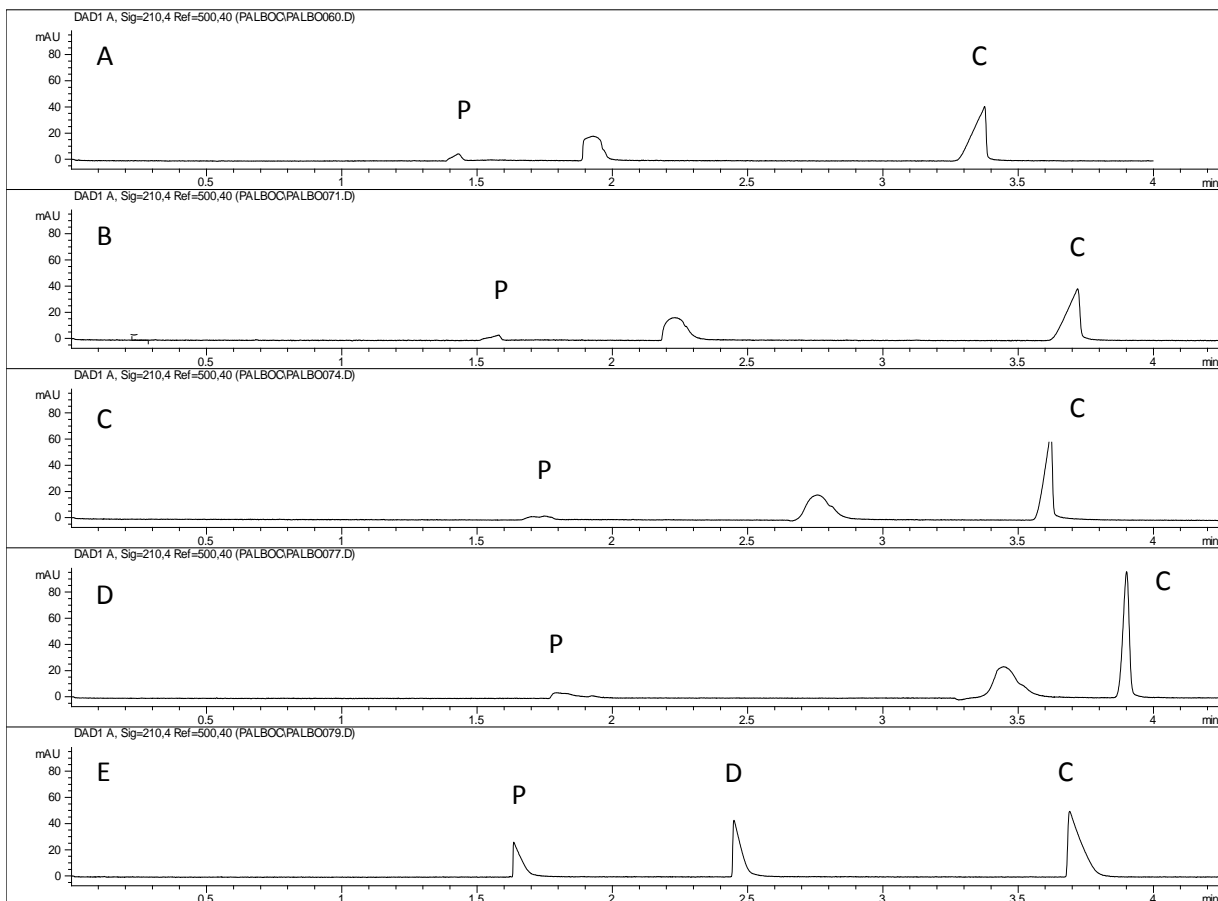 DAD1 A, Sig=210,4 Ref=500,40 (PALBOC\PALBO060.D)
mAU
80
60
40
20
0
A
P
C
0.5 1 1.5 2 2.5 3 3.5 4 min
DAD1 A, Sig=210,4 Ref=500,40 (PALBOC\PALBO071.D)
mAU
80
60
40
20
0
B
P
C
0.5 1 1.5 2 2.5 3 3.5 4 min
DAD1 A, Sig=210,4 Ref=500,40 (PALBOC\PALBO074.D)
mAU
80
60
40
20
0
C
P
C
0.5 1 1.5 2 2.5 3 3.5 4 min
DAD1 A, Sig=210,4 Ref=500,40 (PALBOC\PALBO077.D)
mAU
80
60
40
20
0
D
P
C
0.5 1 1.5 2 2.5 3 3.5 4 min
DAD1 A, Sig=210,4 Ref=500,40 (PALBOC\PALBO079.D)
mAU
80
60
40
20
0
E
P
D
C
0.5 1 1.5 2 2.5 3 3.5 4 min